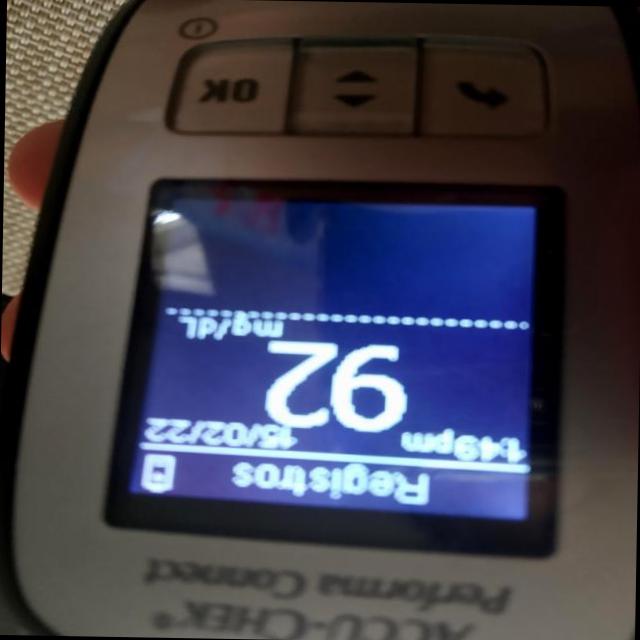 ACCU-CHEK®
Performa Connect
Registros
1:49pm 15/02/22
92
mg/dL
OK